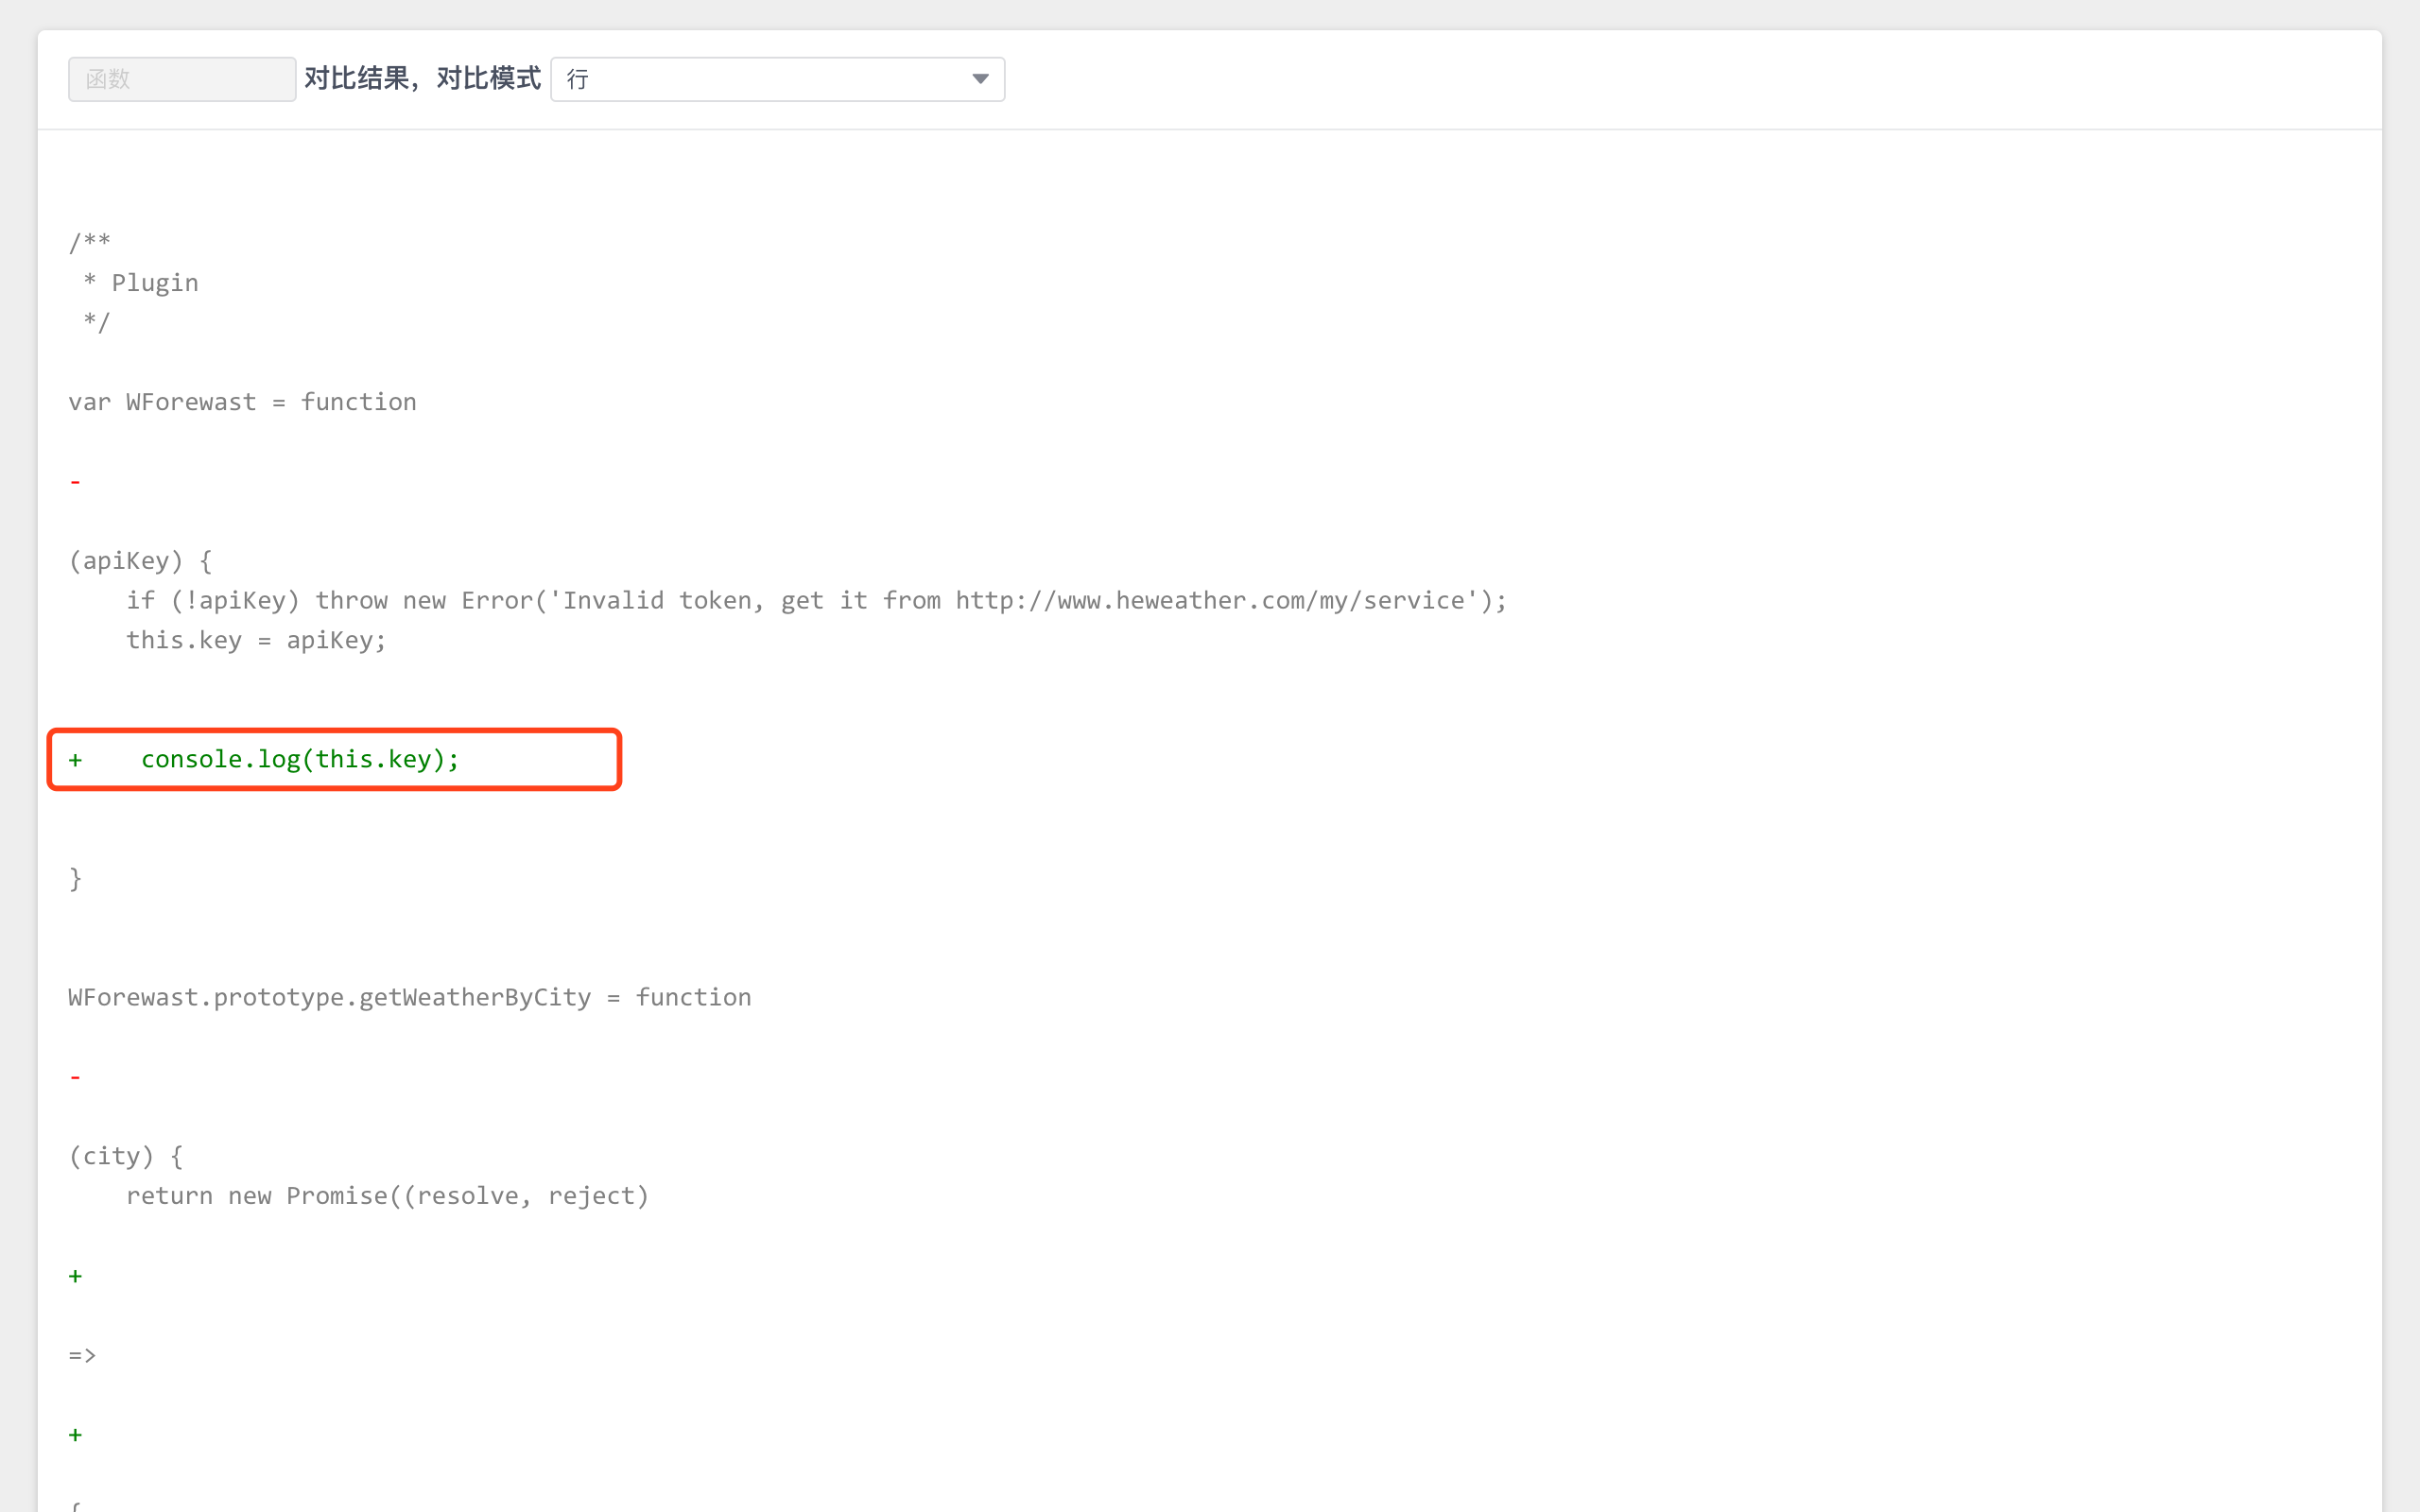 函数 对比结果，对比模式 行
/**
 * Plugin
 */
var WForewast = function
-
(apiKey) {
    if (!apiKey) throw new Error('Invalid token, get it from http://www.heweather.com/my/service');
    this.key = apiKey;
+    console.log(this.key);
}
WForewast.prototype.getWeatherByCity = function
-
(city) {
    return new Promise((resolve, reject)
+
=>
+
{